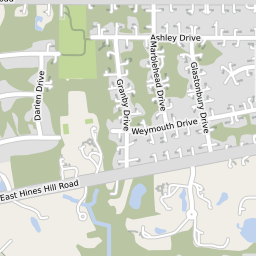 Ashley Drive
Darien Drive
Granby Drive
Marblehead Drive
Glastonbury Drive
Weymouth Drive
East Hines Hill Road